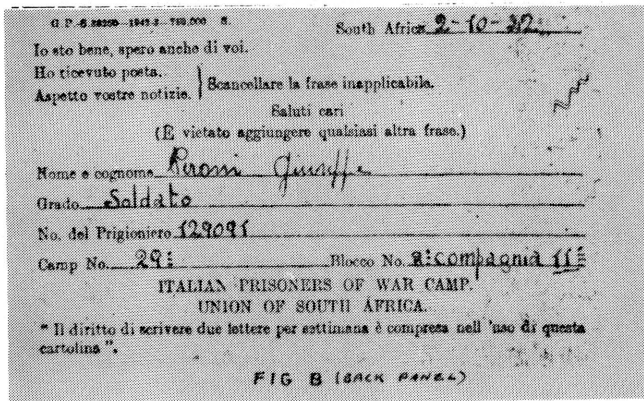 G.P.-S.28250—1942-3—750,000 S. South Africa 2-10-42
Io sto bene, spero anche di voi.
Ho ricevuto posta.
Aspetto vostre notizie. } Scancellare la frase inapplicabile.
Saluti cari
(E vietato aggiungere qualsiasi altra frase.)
Nome e cognome Peroni Giuseppe
Grado Soldato
No. del Prigioniero 129091
Camp No. 29: Blocco No. 2: compagnia 11
ITALIAN PRISONERS OF WAR CAMP.
UNION OF SOUTH AFRICA.
" Il diritto di scrivere due lettere per settimana è compresa nell 'uso di questa
cartolina ".
FIG B (BACK PANEL)